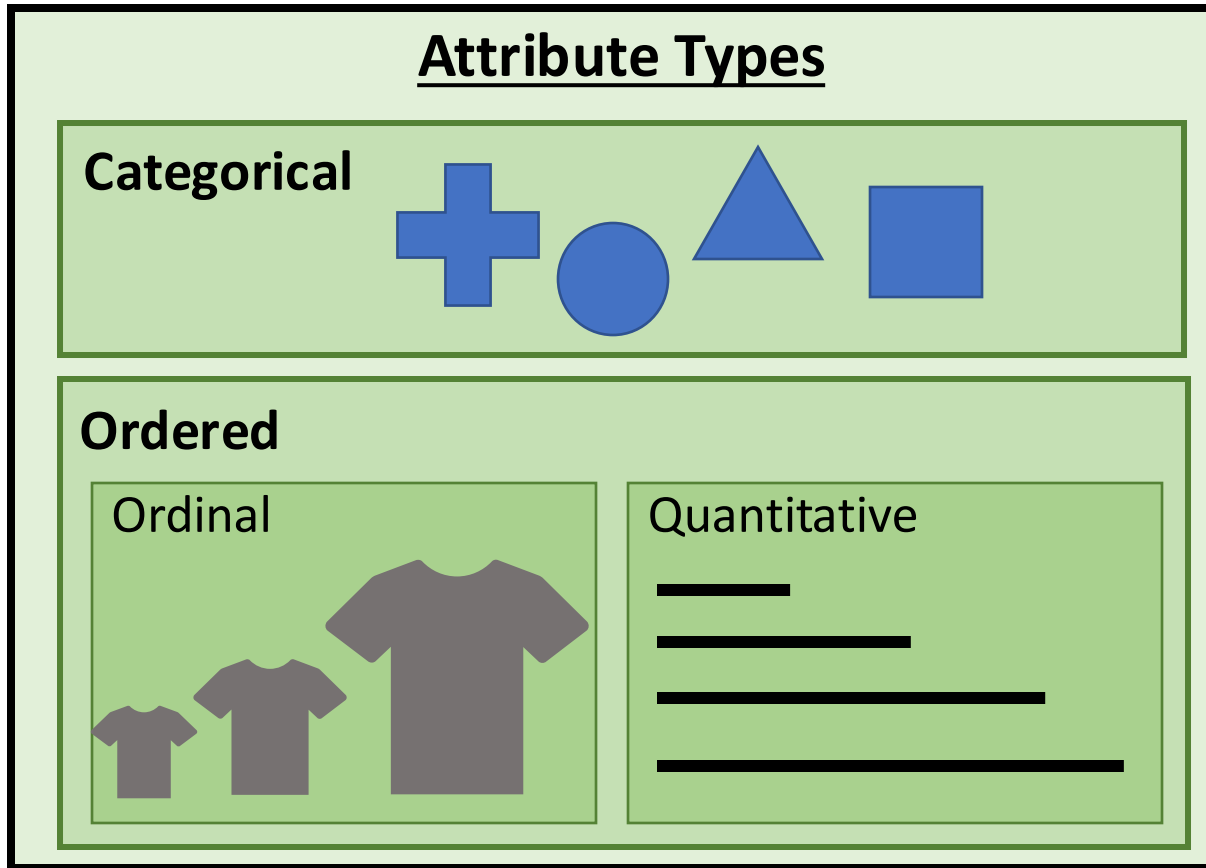 Attribute Types
Categorical
Ordered
Ordinal
Quantitative